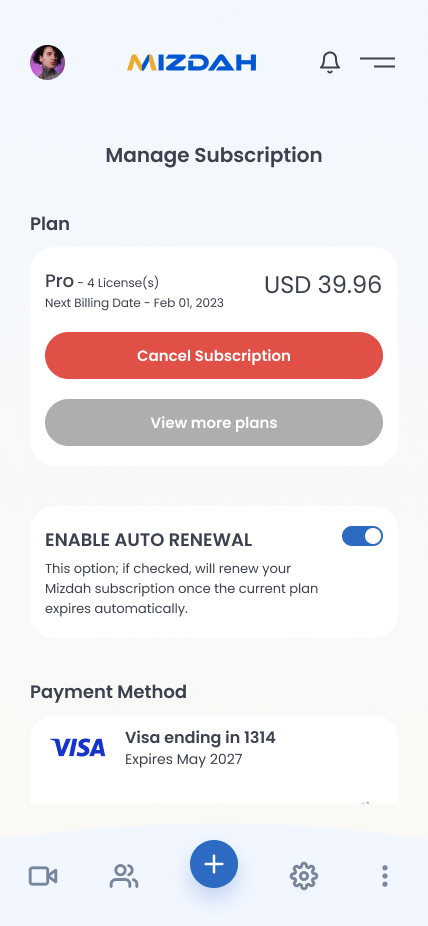 MIZDAH
Manage Subscription
Plan
Pro - 4 License(s)
USD 39.96
Next Billing Date - Feb 01, 2023
Cancel Subscription
View more plans
ENABLE AUTO RENEWAL
This option; if checked, will renew your
Mizdah subscription once the current plan
expires automatically.
Payment Method
VISA
Visa ending in 1314
Expires May 2027